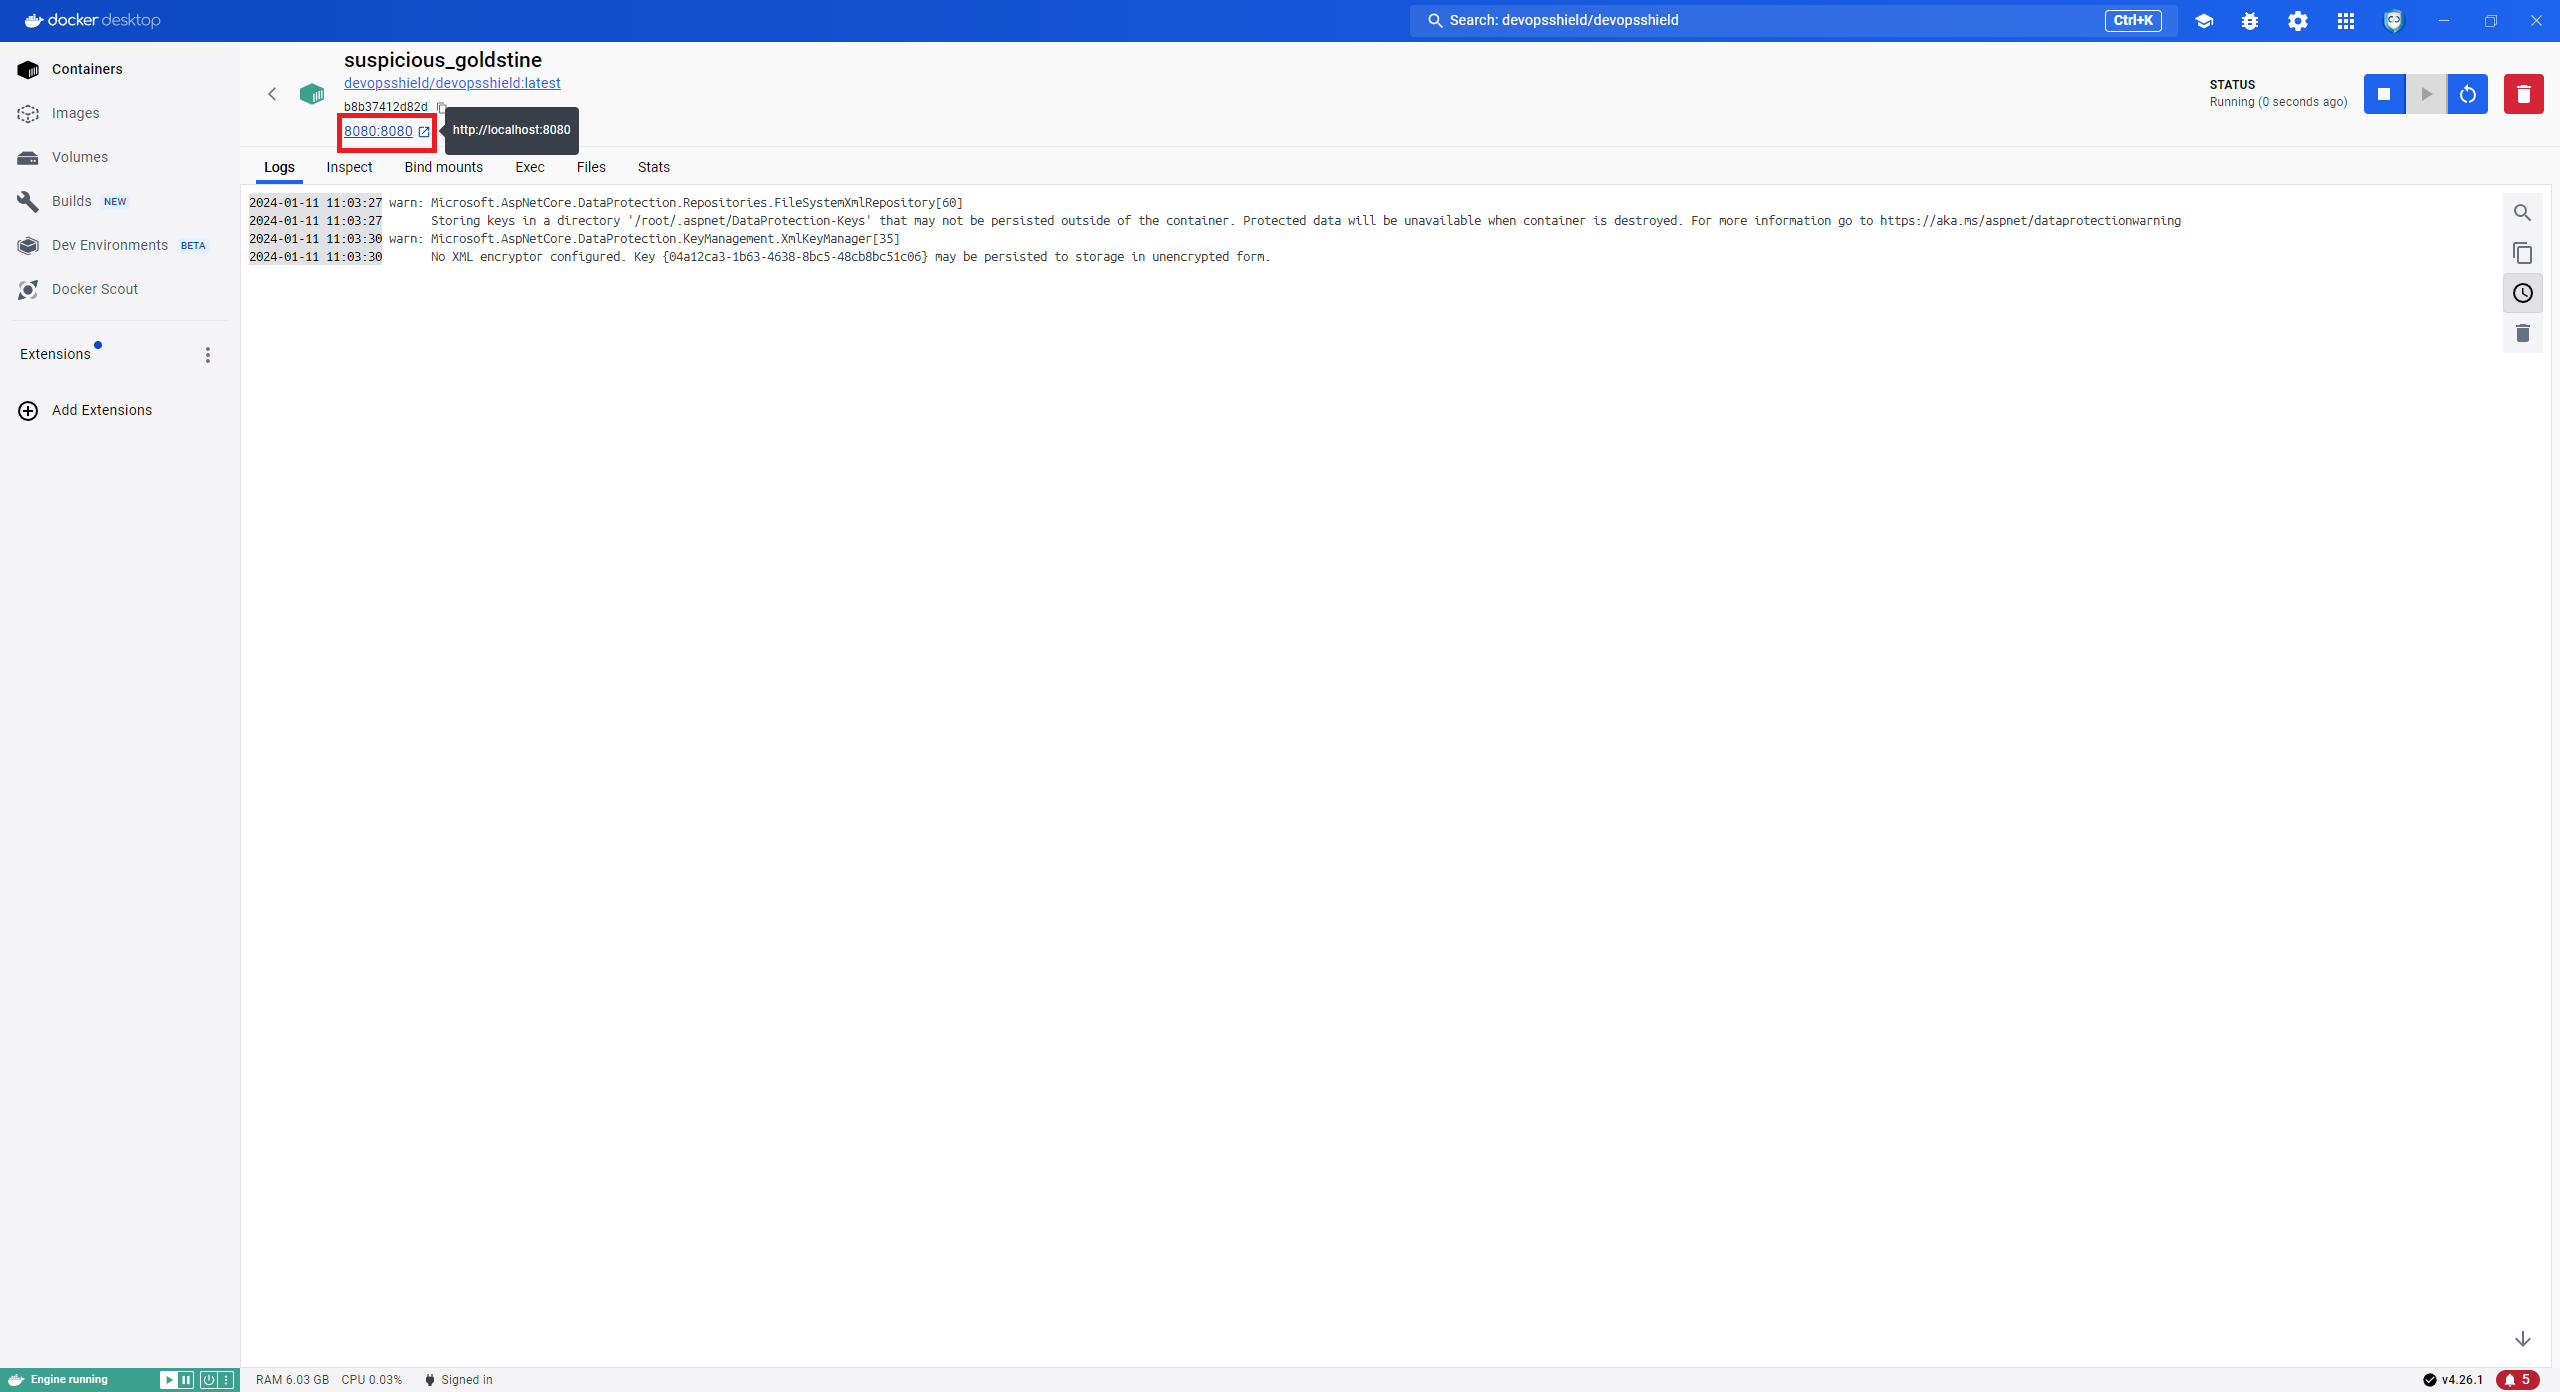 docker desktop
Search: devopsshield/devopsshield
Ctrl+K
Containers
Images
Volumes
Builds NEW
Dev Environments BETA
Docker Scout
Extensions
Add Extensions
suspicious_goldstine
devopsshield/devopsshield:latest
b8b37412d82d
8080:8080
http://localhost:8080
STATUS
Running (0 seconds ago)
Logs Inspect Bind mounts Exec Files Stats
2024-01-11 11:03:27 warn: Microsoft.AspNetCore.DataProtection.Repositories.FileSystemXmlRepository[60]
2024-01-11 11:03:27 Storing keys in a directory '/root/.aspnet/DataProtection-Keys' that may not be persisted outside of the container. Protected data will be unavailable when container is destroyed. For more information go to https://aka.ms/aspnet/dataprotectionwarning
2024-01-11 11:03:30 warn: Microsoft.AspNetCore.DataProtection.KeyManagement.XmlKeyManager[35]
2024-01-11 11:03:30 No XML encryptor configured. Key {04a12ca3-1b63-4638-8bc5-48cb8bc51c06} may be persisted to storage in unencrypted form.
Engine running
RAM 6.03 GB CPU 0.03% Signed in
v4.26.1
5